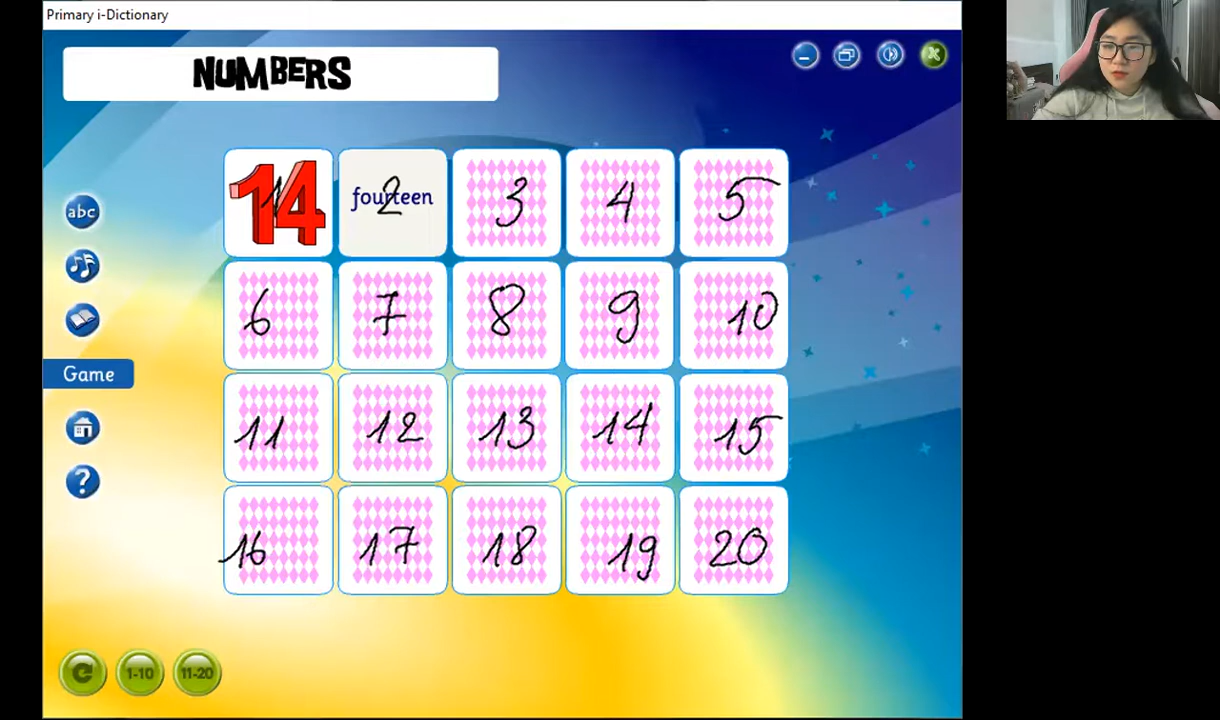 Primary i-Dictionary
NUMBERS
14 1 fourteen 2 3 4 5
abc
6 7 8 9 10
Game
11 12 13 14 15
?
16 17 18 19 20
1-10 11-20